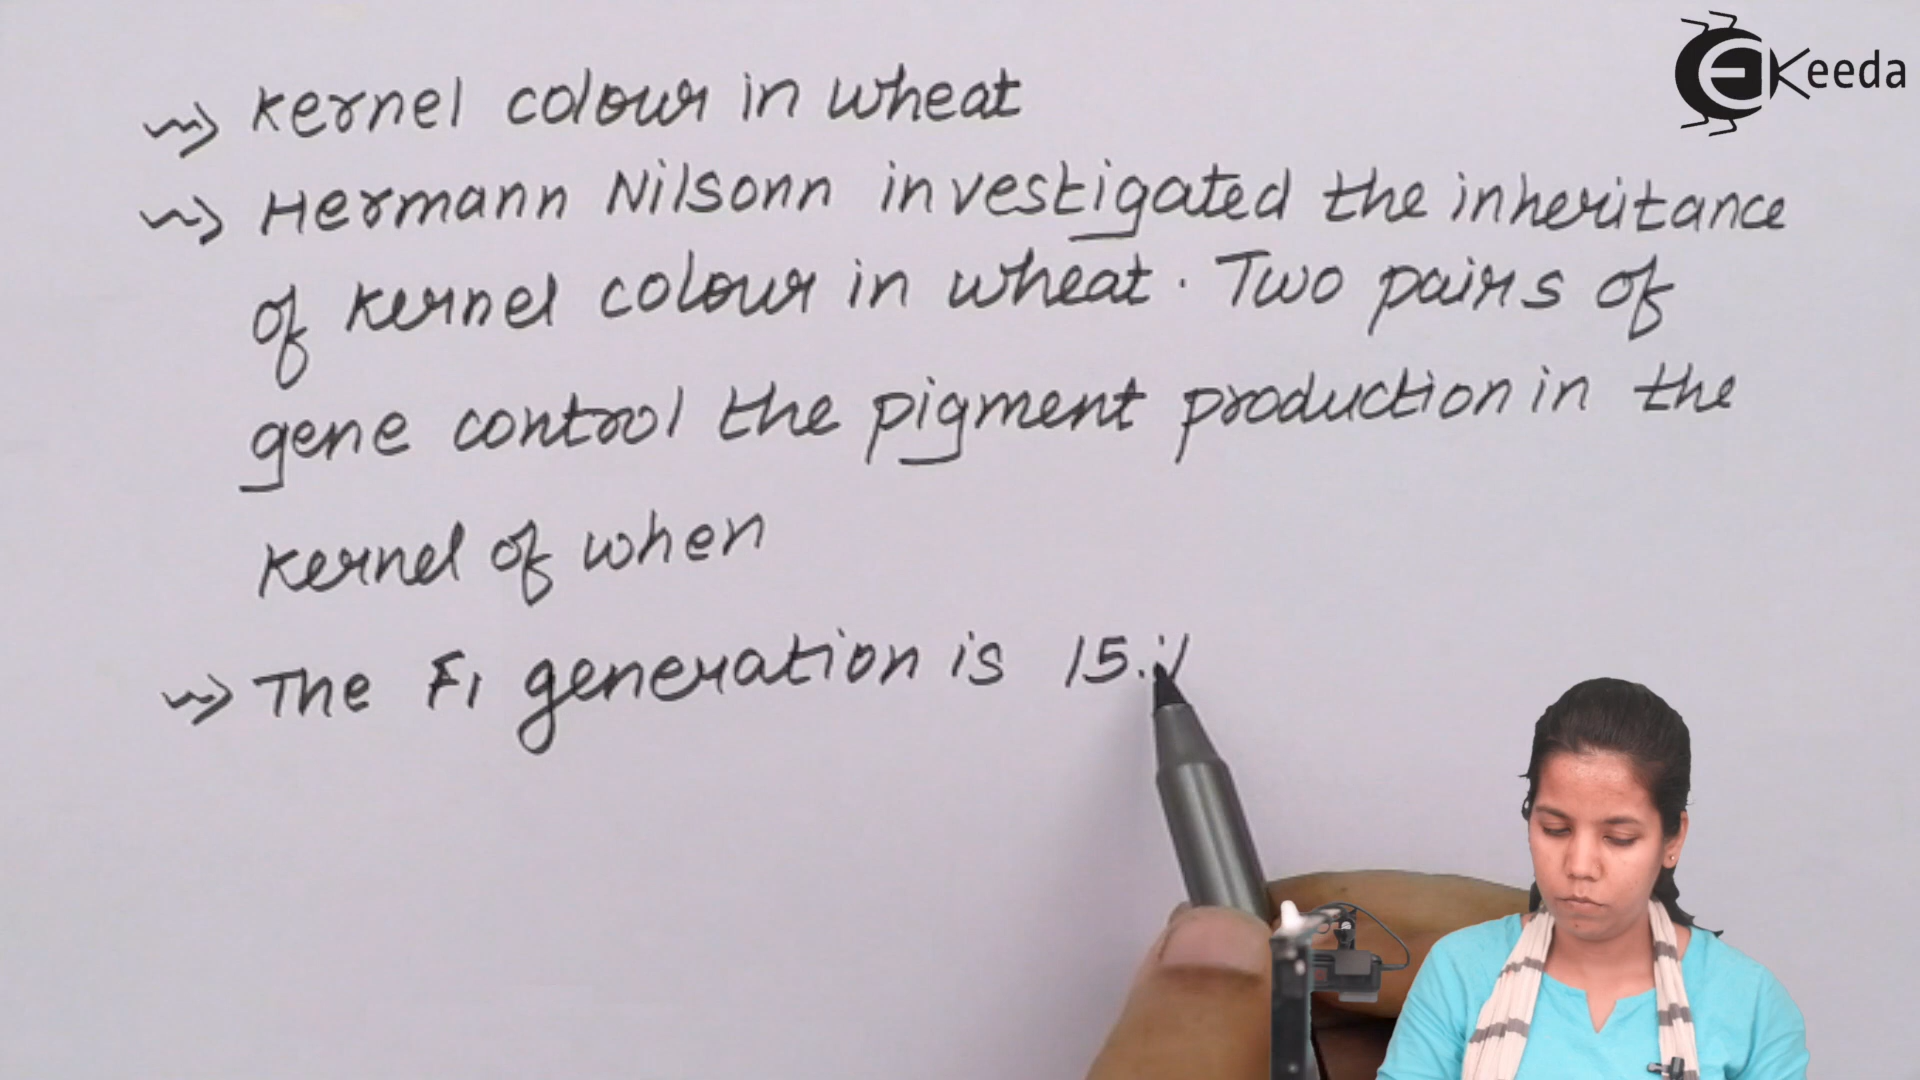 Keeda
Kernel colour in wheat
Hermann Nilsonn investigated the inheritance
of kernel colour in wheat. Two pairs of
gene control the pigment production in the
kernel of when
The F1 generation is 15:1